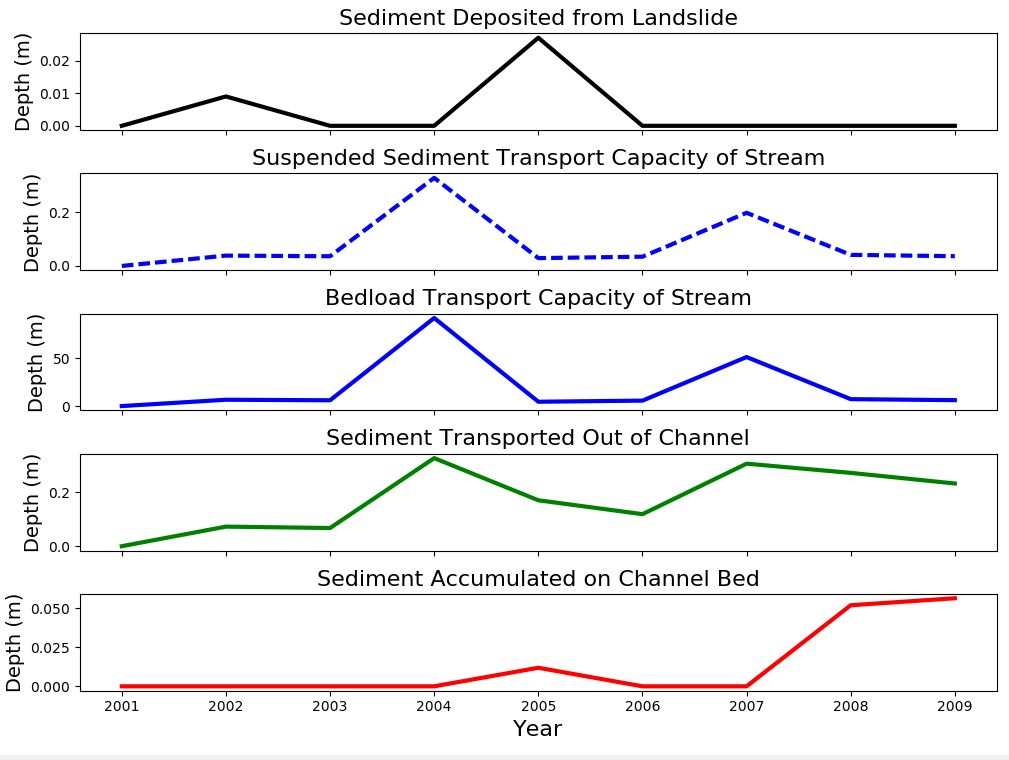 Sediment Deposited from Landslide
Depth (m)
0.02
0.01
0.00
Suspended Sediment Transport Capacity of Stream
Depth (m)
0.2
0.0
Bedload Transport Capacity of Stream
Depth (m)
50
0
Sediment Transported Out of Channel
Depth (m)
0.2
0.0
Sediment Accumulated on Channel Bed
Depth (m)
0.050
0.025
0.000
2001 2002 2003 2004 2005 2006 2007 2008 2009
Year